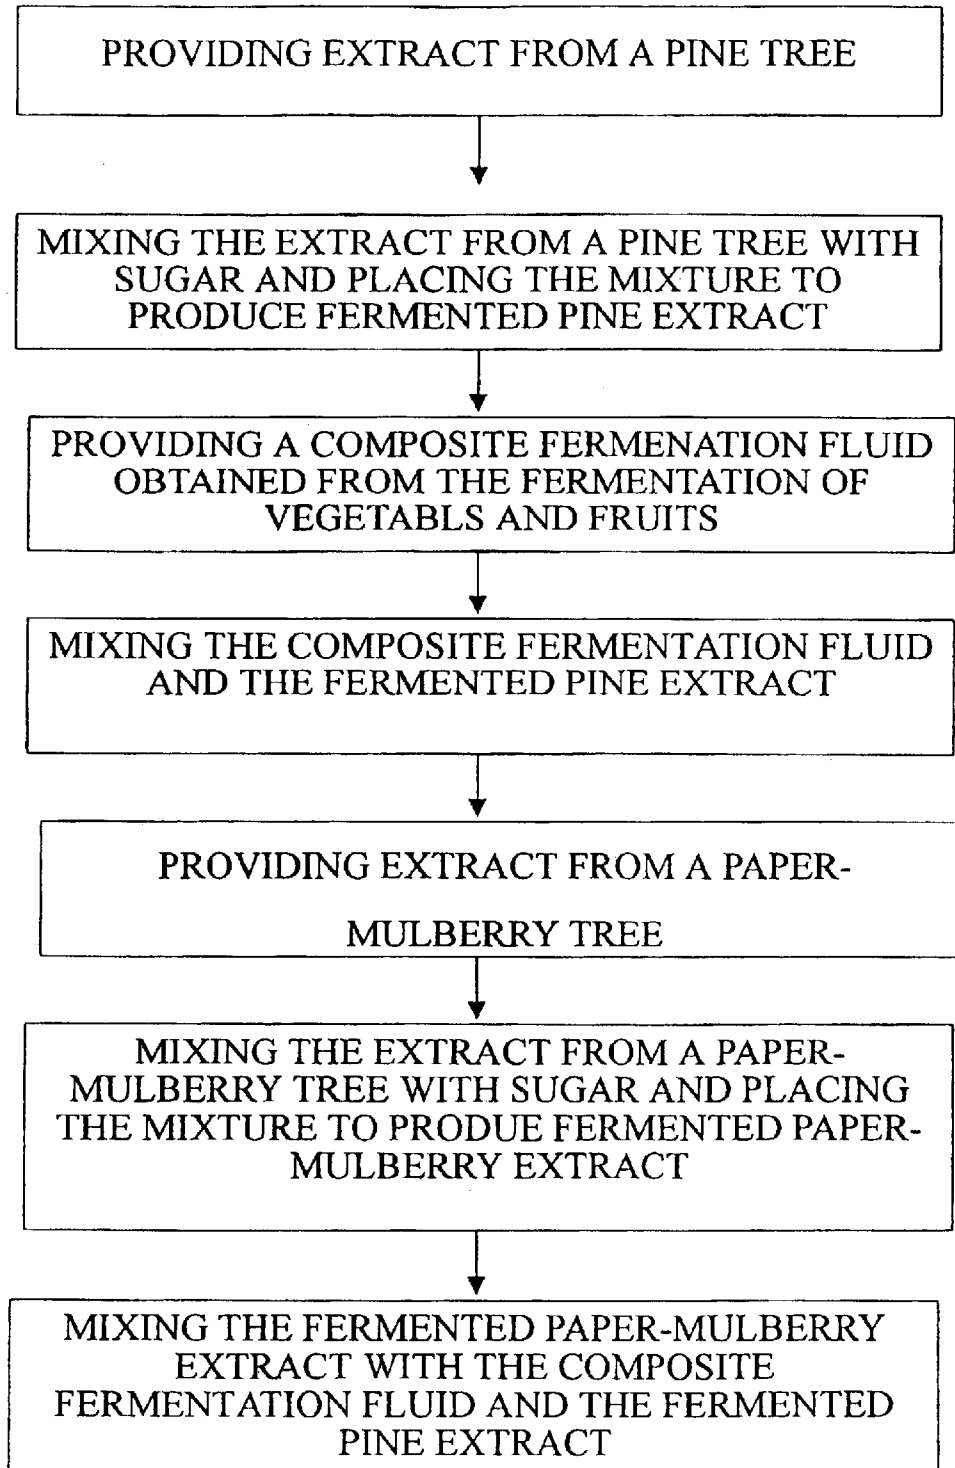 PROVIDING EXTRACT FROM A PINE TREE
MIXING THE EXTRACT FROM A PINE TREE WITH
SUGAR AND PLACING THE MIXTURE TO
PRODUCE FERMENTED PINE EXTRACT
PROVIDING A COMPOSITE FERMENATION FLUID
OBTAINED FROM THE FERMENTATION OF
VEGETABLS AND FRUITS
MIXING THE COMPOSITE FERMENTATION FLUID
AND THE FERMENTED PINE EXTRACT
PROVIDING EXTRACT FROM A PAPER-
MULBERRY TREE
MIXING THE EXTRACT FROM A PAPER-
MULBERRY TREE WITH SUGAR AND PLACING
THE MIXTURE TO PRODUE FERMENTED PAPER-
MULBERRY EXTRACT
MIXING THE FERMENTED PAPER-MULBERRY
EXTRACT WITH THE COMPOSITE
FERMENTATION FLUID AND THE FERMENTED
PINE EXTRACT